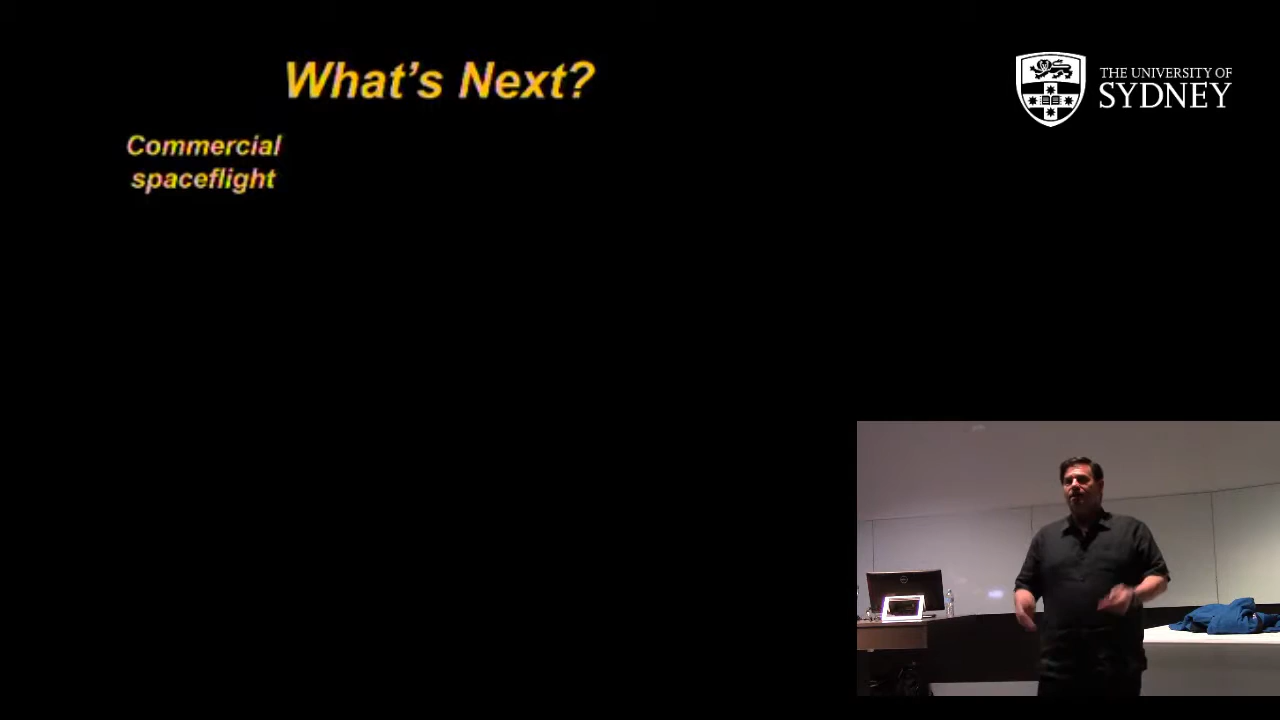 What's Next?
THE UNIVERSITY OF
SYDNEY
Commercial
spaceflight